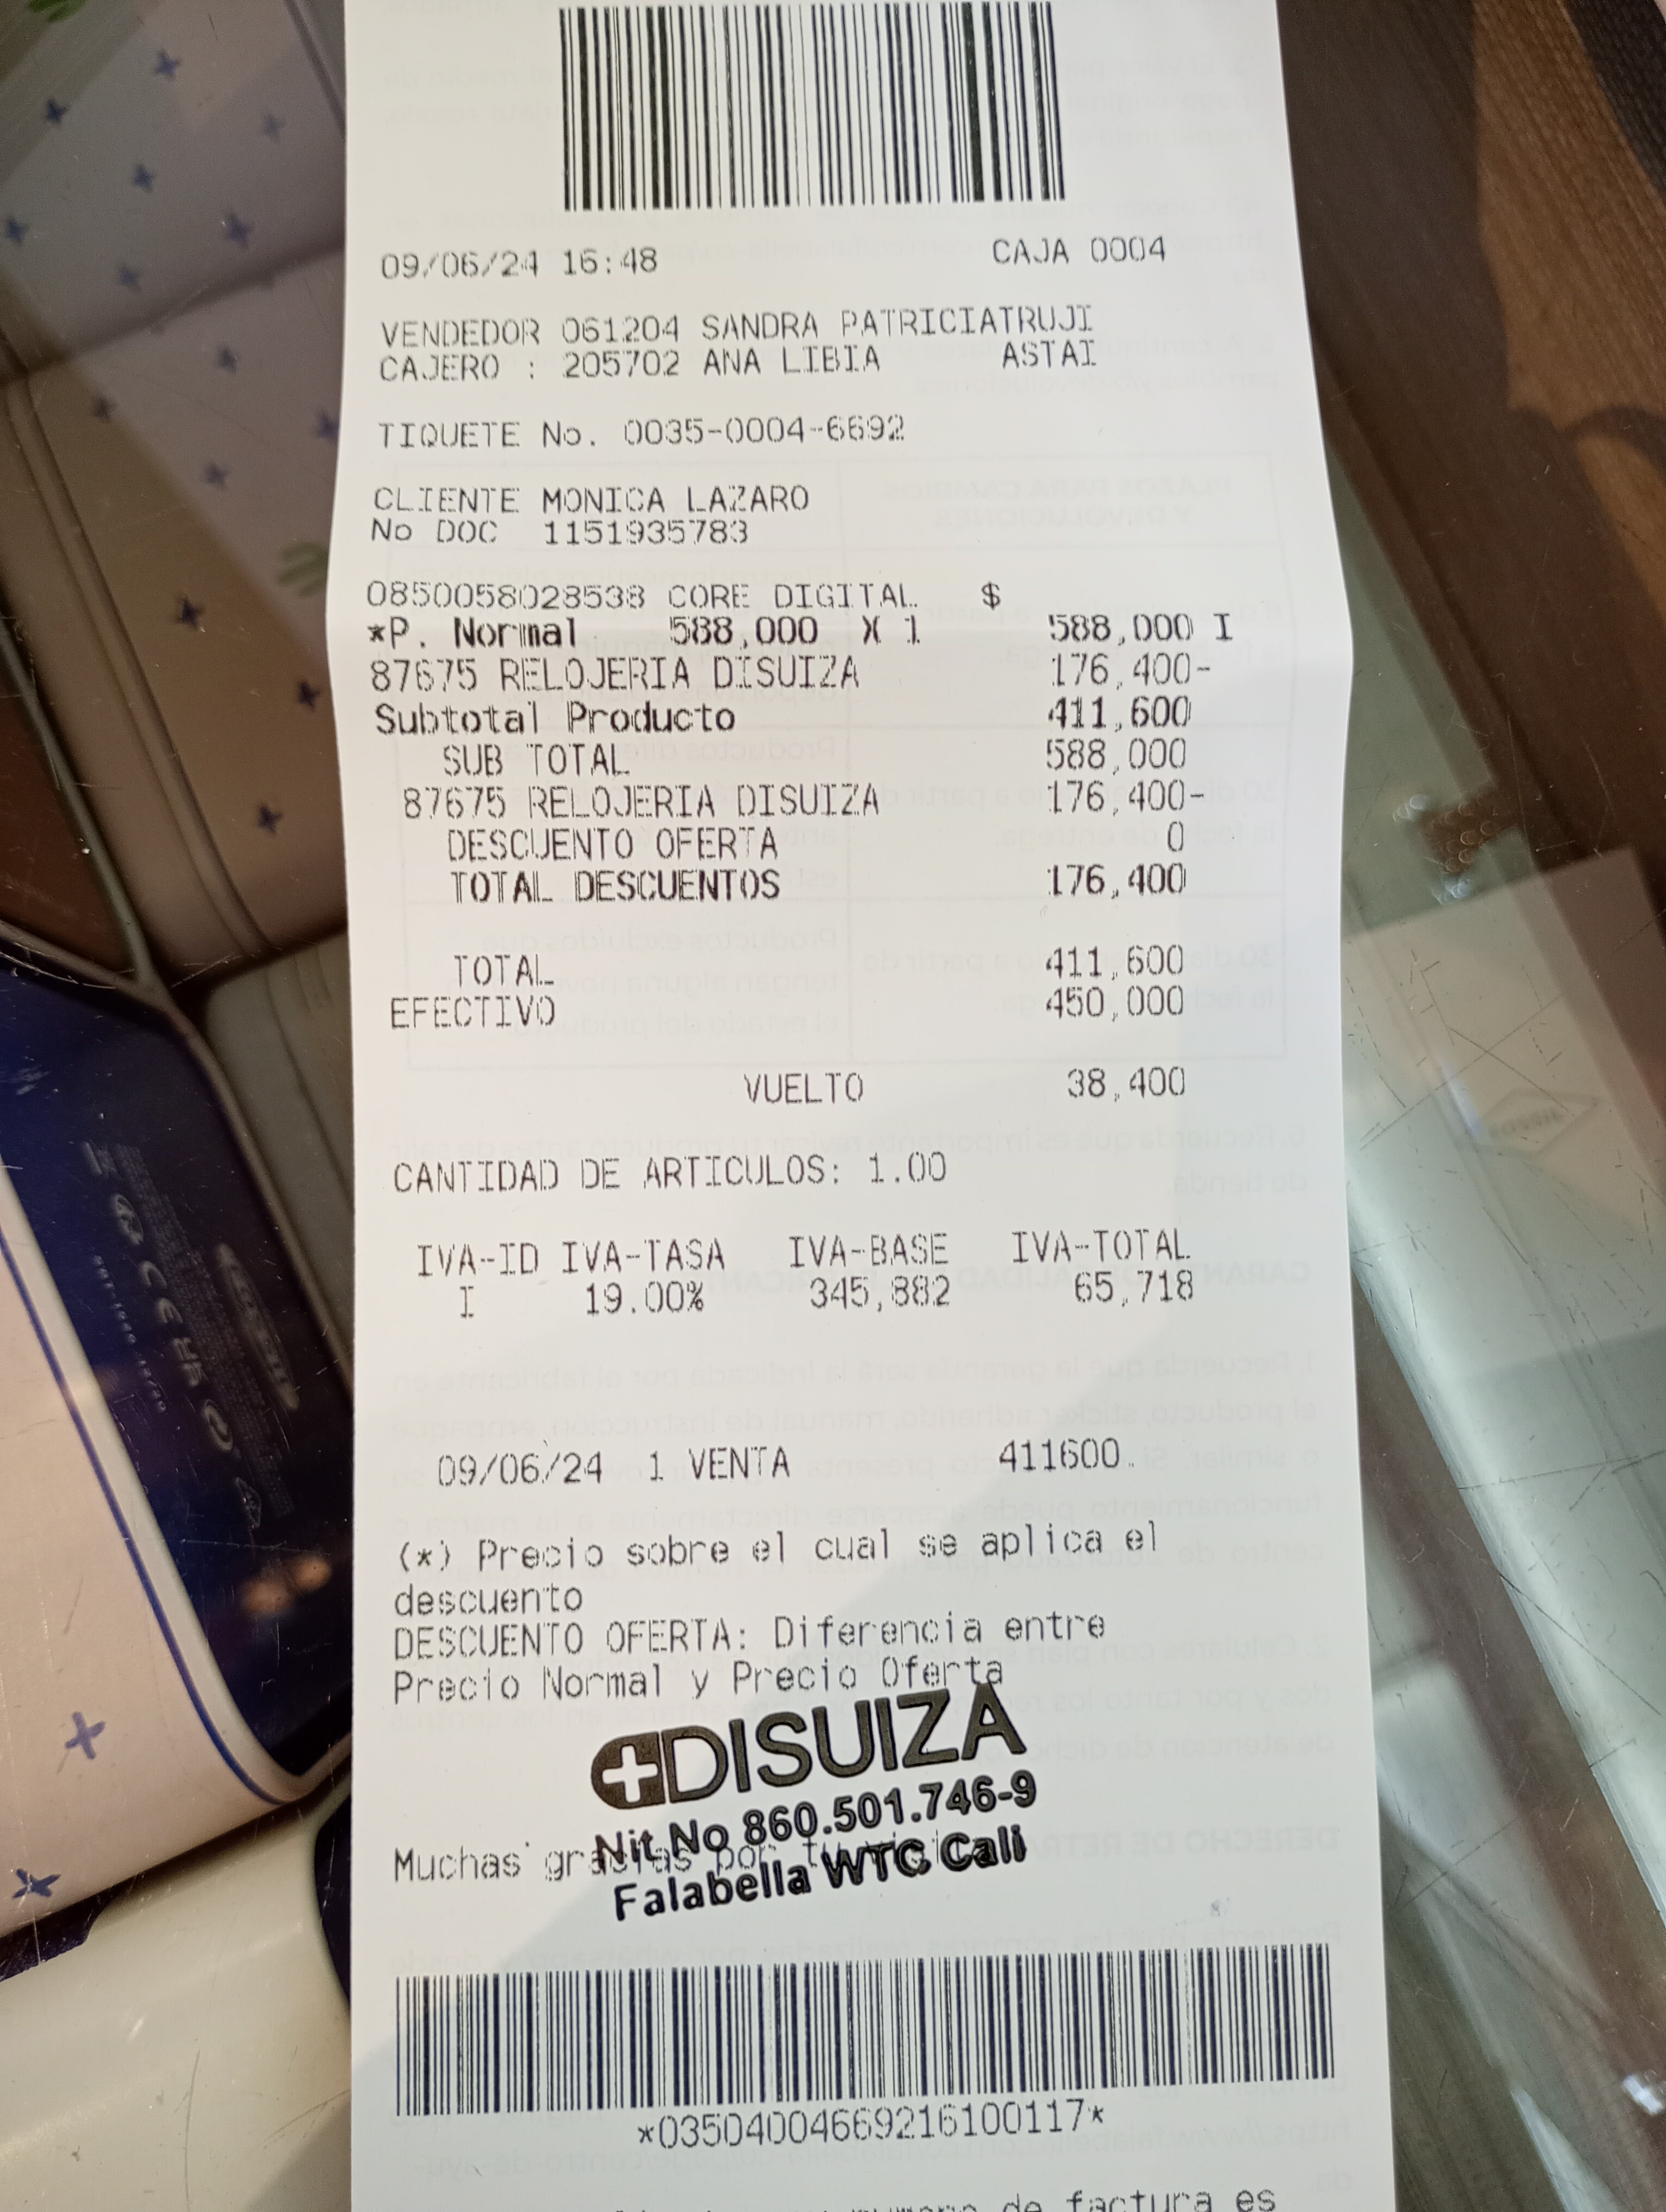 09/06/24 16:48 CAJA 0004
VENDEDOR 061204 SANDRA PATRICIATRUJI
CAJERO : 205702 ANA LIBIA ASTAI
TIQUETE No. 0035-0004-6692
CLIENTE MONICA LAZARO
No DOC 1151935783
0850058028538 CORE DIGITAL $
*P. Normal 588,000 X 1 588,000 I
87675 RELOJERIA DISUIZA 176,400-
Subtotal Producto 411,600
SUB TOTAL 588,000
87675 RELOJERIA DISUIZA 176,400-
DESCUENTO OFERTA 0
TOTAL DESCUENTOS 176,400
TOTAL 411,600
EFECTIVO 450,000
VUELTO 38,400
CANTIDAD DE ARTICULOS: 1.00
IVA-ID IVA-TASA IVA-BASE IVA-TOTAL
I 19.00% 345,882 65,718
09/06/24 1 VENTA 411600.
(*) Precio sobre el cual se aplica el
descuento
DESCUENTO OFERTA: Diferencia entre
Precio Normal y Precio Oferta
DISUIZA
Nit No 860.501.746-9
Muchas gracias por tu
Falabella WTC Cali
*03504004669216100117*
de factura es